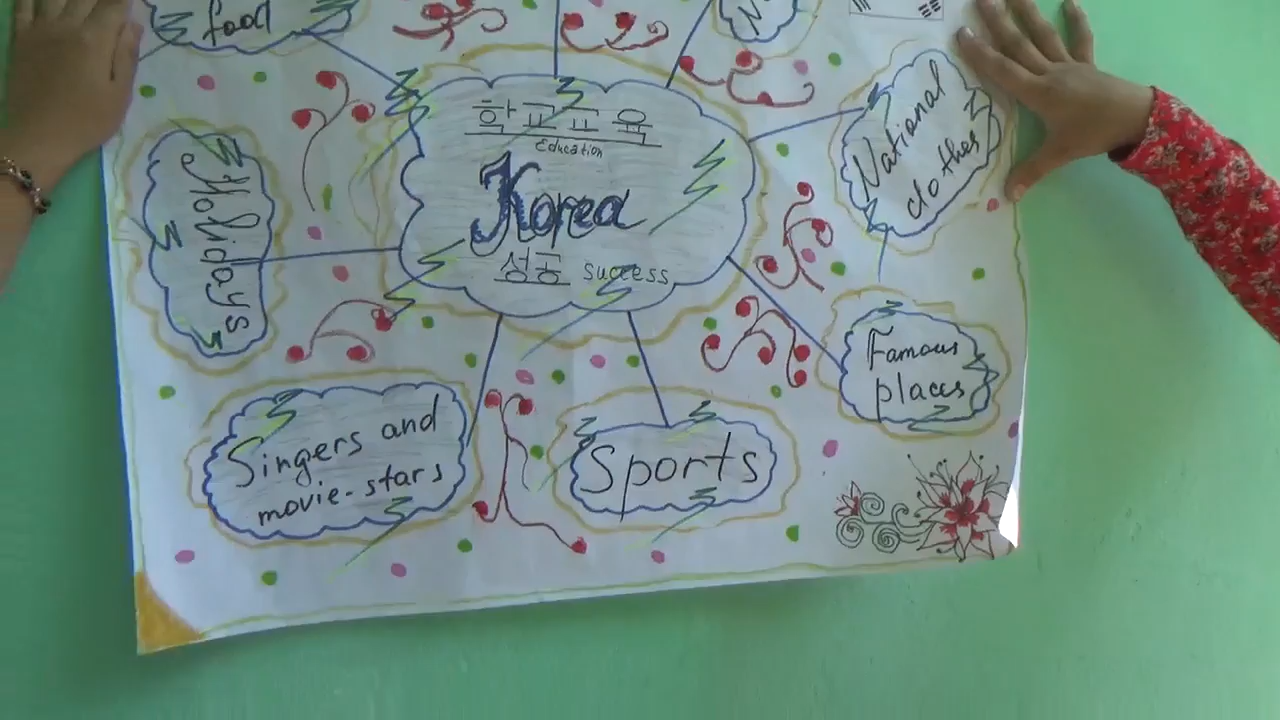 food
학교교육
Education
Korea
성공 success
National
clothes
Holidays
Famous
places
Singers and
movie-stars
Sports